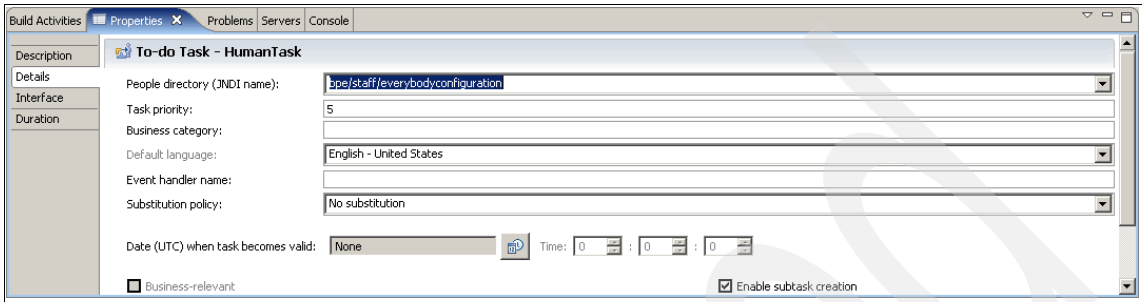 Build Activities Properties Problems Servers Console
To-do Task - HumanTask
Description
Details
Interface
Duration
People directory (JNDI name): bpe/staff/everybodyconfiguration
Task priority: 5
Business category:
Default language: English - United States
Event handler name:
Substitution policy: No substitution
Date (UTC) when task becomes valid: None Time: 0 : 0 : 0
Business-relevant Enable subtask creation